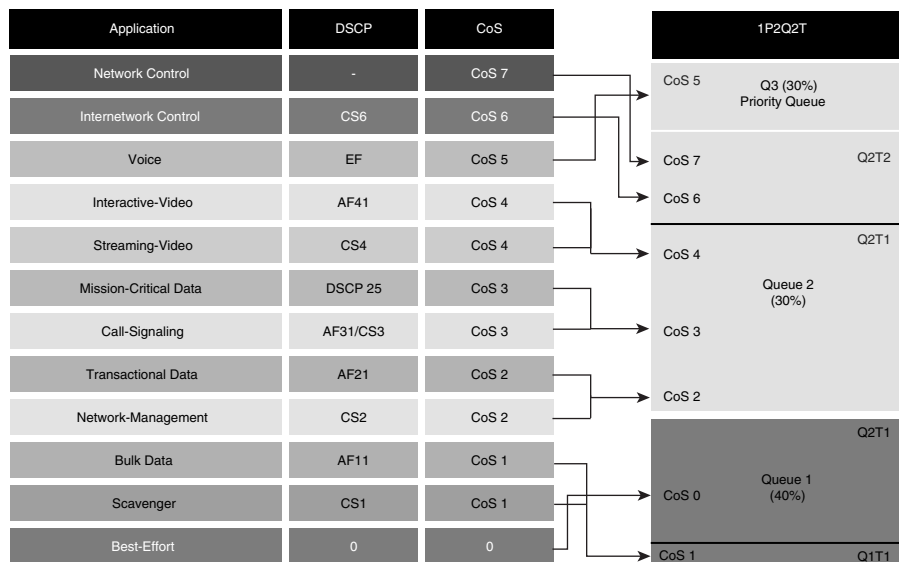 Application DSCP CoS 1P2Q2T
Network Control - CoS 7
Internetwork Control CS6 CoS 6
Voice EF CoS 5
Interactive-Video AF41 CoS 4
Streaming-Video CS4 CoS 4
Mission-Critical Data DSCP 25 CoS 3
Call-Signaling AF31/CS3 CoS 3
Transactional Data AF21 CoS 2
Network-Management CS2 CoS 2
Bulk Data AF11 CoS 1
Scavenger CS1 CoS 1
Best-Effort 0 0
CoS 5 Q3 (30%)
Priority Queue
CoS 7 Q2T2
CoS 6
Q2T1
CoS 4
Queue 2
(30%)
CoS 3
CoS 2
Q2T1
Queue 1
CoS 0 (40%)
CoS 1 Q1T1